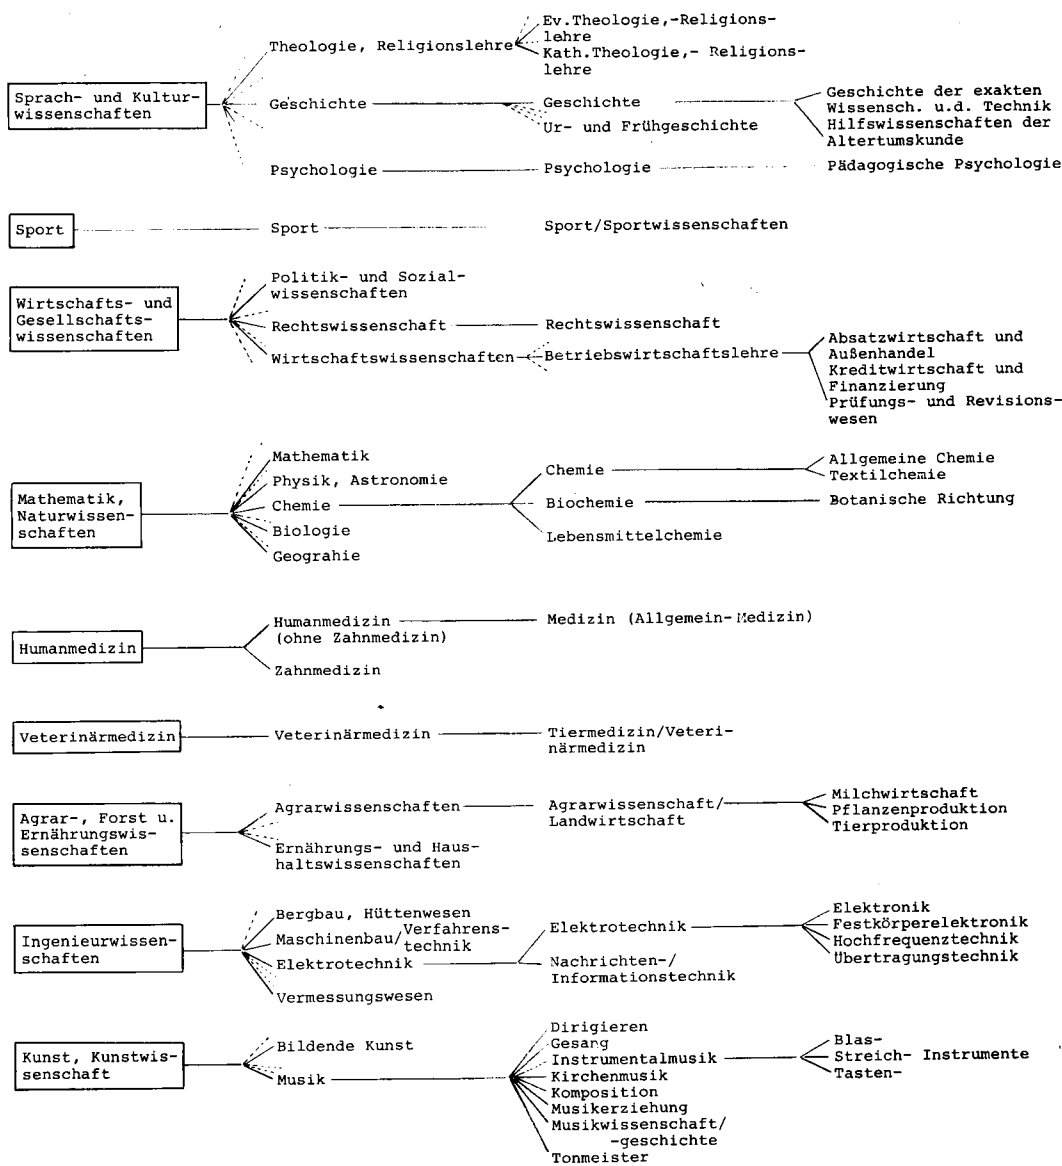 Ev.Theologie,-Religions-
lehre
Theologie, Religionslehre
Kath.Theologie,- Religions-
lehre
Sprach- und Kultur-
wissenschaften
Geschichte
Geschichte
Geschichte der exakten
Wissensch. u.d. Technik
Ur- und Frühgeschichte
Hilfswissenschaften der
Altertumskunde
Psychologie
Psychologie
Pädagogische Psychologie
Sport
Sport
Sport/Sportwissenschaften
Wirtschafts- und
Gesellschafts-
wissenschaften
Politik- und Sozial-
wissenschaften
Rechtswissenschaft
Rechtswissenschaft
Wirtschaftswissenschaften
Betriebswirtschaftslehre
Absatzwirtschaft und
Außenhandel
Kreditwirtschaft und
Finanzierung
Prüfungs- und Revisions-
wesen
Mathematik,
Naturwissen-
schaften
Mathematik
Physik, Astronomie
Chemie
Biologie
Geograhie
Chemie
Allgemeine Chemie
Textilchemie
Biochemie
Botanische Richtung
Lebensmittelchemie
Humanmedizin
Humanmedizin
(ohne Zahnmedizin)
Medizin (Allgemein-Medizin)
Zahnmedizin
Veterinärmedizin
Veterinärmedizin
Tiermedizin/Veteri-
närmedizin
Agrar-, Forst u.
Ernährungswis-
senschaften
Agrarwissenschaften
Agrarwissenschaft/
Landwirtschaft
Milchwirtschaft
Pflanzenproduktion
Tierproduktion
Ernährungs- und Haus-
haltswissenschaften
Ingenieurwissen-
schaften
Bergbau, Hüttenwesen
Maschinenbau/Verfahrens-
technik
Elektrotechnik
Vermessungswesen
Elektrotechnik
Elektronik
Festkörperelektronik
Hochfrequenztechnik
Übertragungstechnik
Nachrichten-/
Informationstechnik
Kunst, Kunstwis-
senschaft
Bildende Kunst
Musik
Dirigieren
Gesang
Instrumentalmusik
Kirchenmusik
Komposition
Musikerziehung
Musikwissenschaft/
-geschichte
Tonmeister
Blas-
Streich- Instrumente
Tasten-